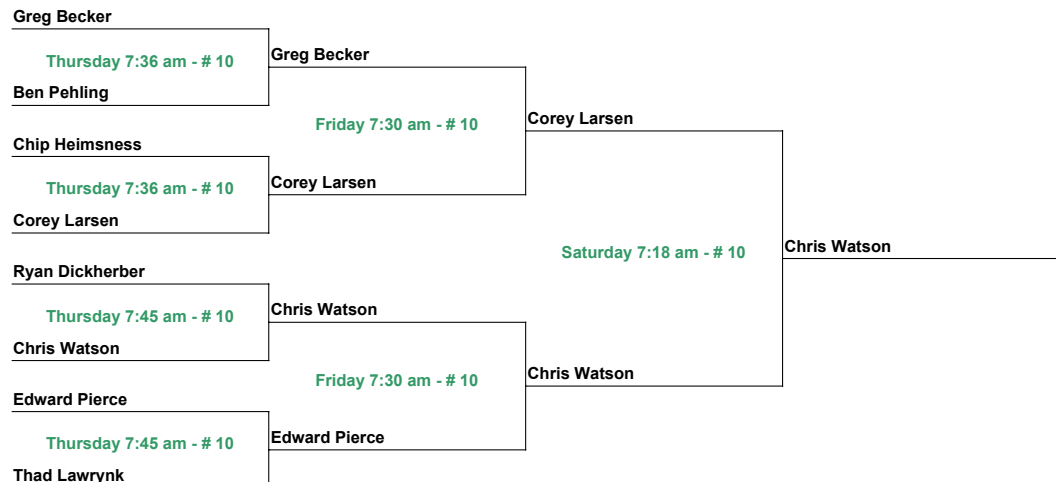 Greg Becker
Thursday 7:36 am - # 10
Greg Becker
Ben Pehling
Friday 7:30 am - # 10
Corey Larsen
Chip Heimsness
Thursday 7:36 am - # 10
Corey Larsen
Corey Larsen
Saturday 7:18 am - # 10
Chris Watson
Ryan Dickherber
Thursday 7:45 am - # 10
Chris Watson
Chris Watson
Friday 7:30 am - # 10
Chris Watson
Edward Pierce
Thursday 7:45 am - # 10
Edward Pierce
Thad Lawrynk